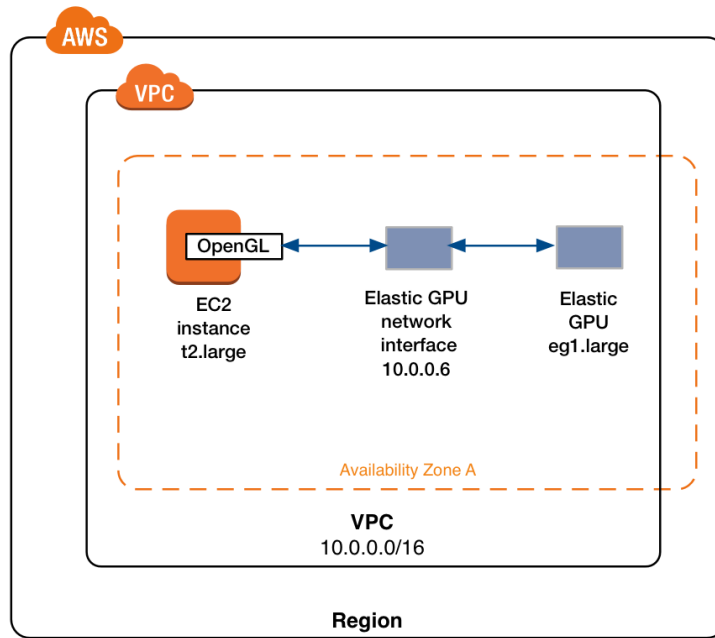 AWS
VPC
OpenGL
EC2
instance
t2.large
Elastic GPU
network
interface
10.0.0.6
Elastic
GPU
eg1.large
Availability Zone A
VPC
10.0.0.0/16
Region